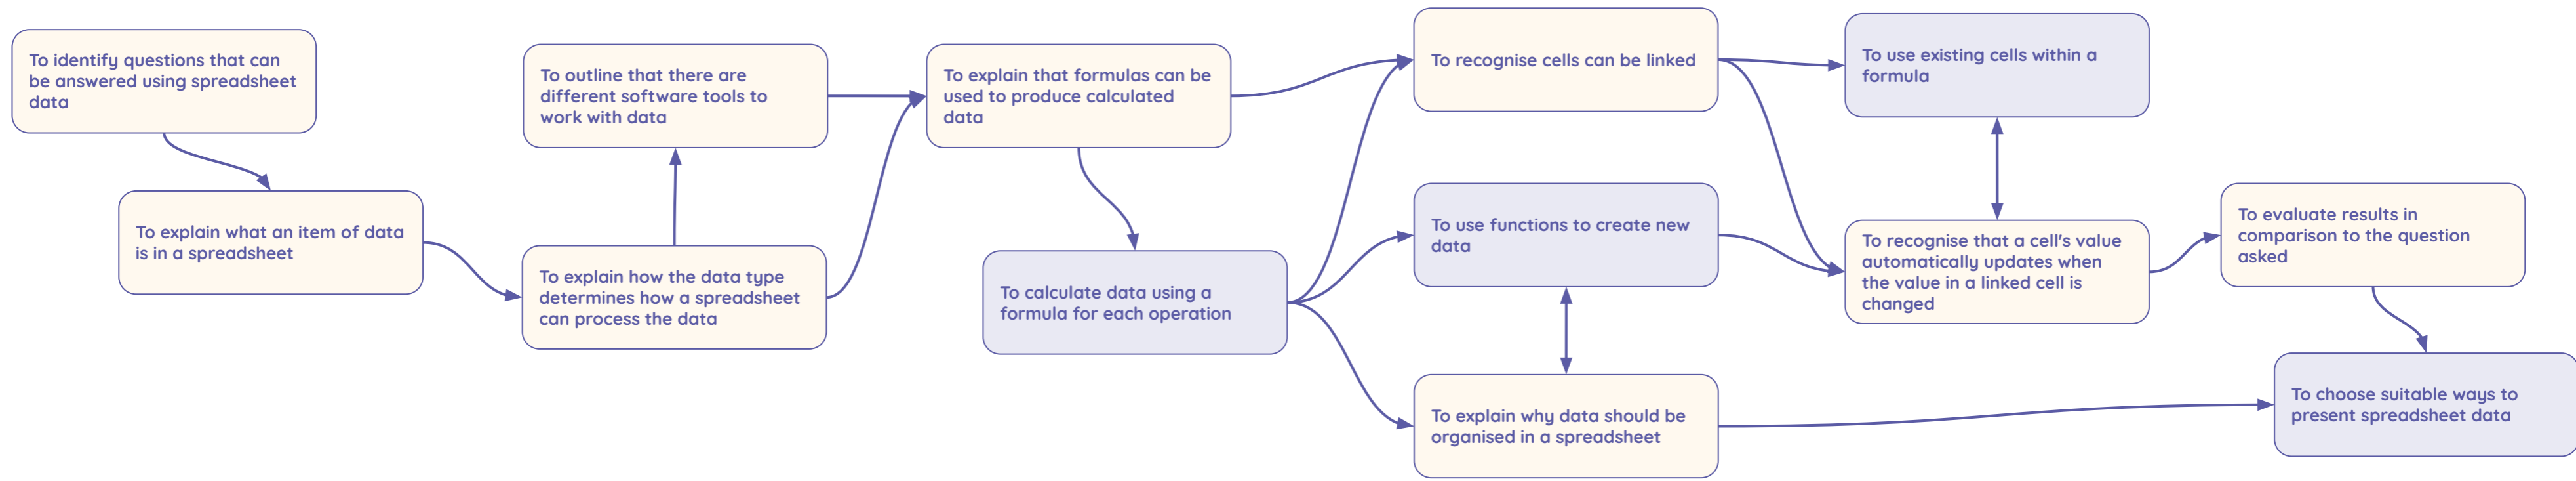 To identify questions that can
be answered using spreadsheet
data
To explain what an item of data
is in a spreadsheet
To outline that there are
different software tools to
work with data
To explain how the data type
determines how a spreadsheet
can process the data
To explain that formulas can be
used to produce calculated
data
To calculate data using a
formula for each operation
To recognise cells can be linked
To use functions to create new
data
To explain why data should be
organised in a spreadsheet
To use existing cells within a
formula
To recognise that a cell's value
automatically updates when
the value in a linked cell is
changed
To evaluate results in
comparison to the question
asked
To choose suitable ways to
present spreadsheet data